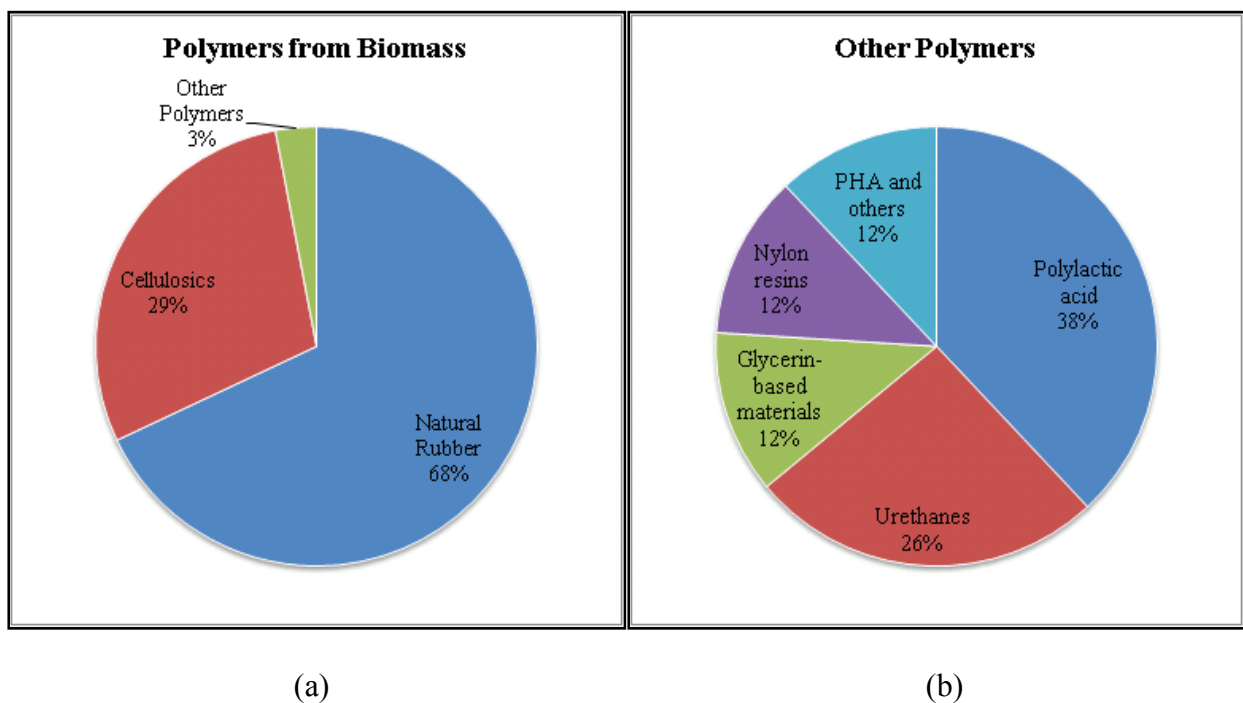 Polymers from Biomass
Other
Polymers
3%
Cellulosics
29%
Natural
Rubber
68%
(a)
Other Polymers
PHA and
others
12%
Nylon
resins
12%
Polylactic
acid
38%
Glycerin-
based
materials
12%
Urethanes
26%
(b)